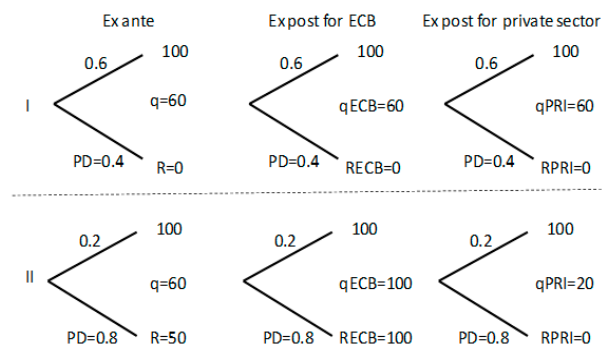 Ex ante Ex post for ECB Ex post for private sector
0.6 100 0.6 100 0.6 100
I q=60 qECB=60 qPRI=60
PD=0.4 R=0 PD=0.4 RECB=0 PD=0.4 RPRI=0
0.2 100 0.2 100 0.2 100
II q=60 qECB=100 qPRI=20
PD=0.8 R=50 PD=0.8 RECB=100 PD=0.8 RPRI=0